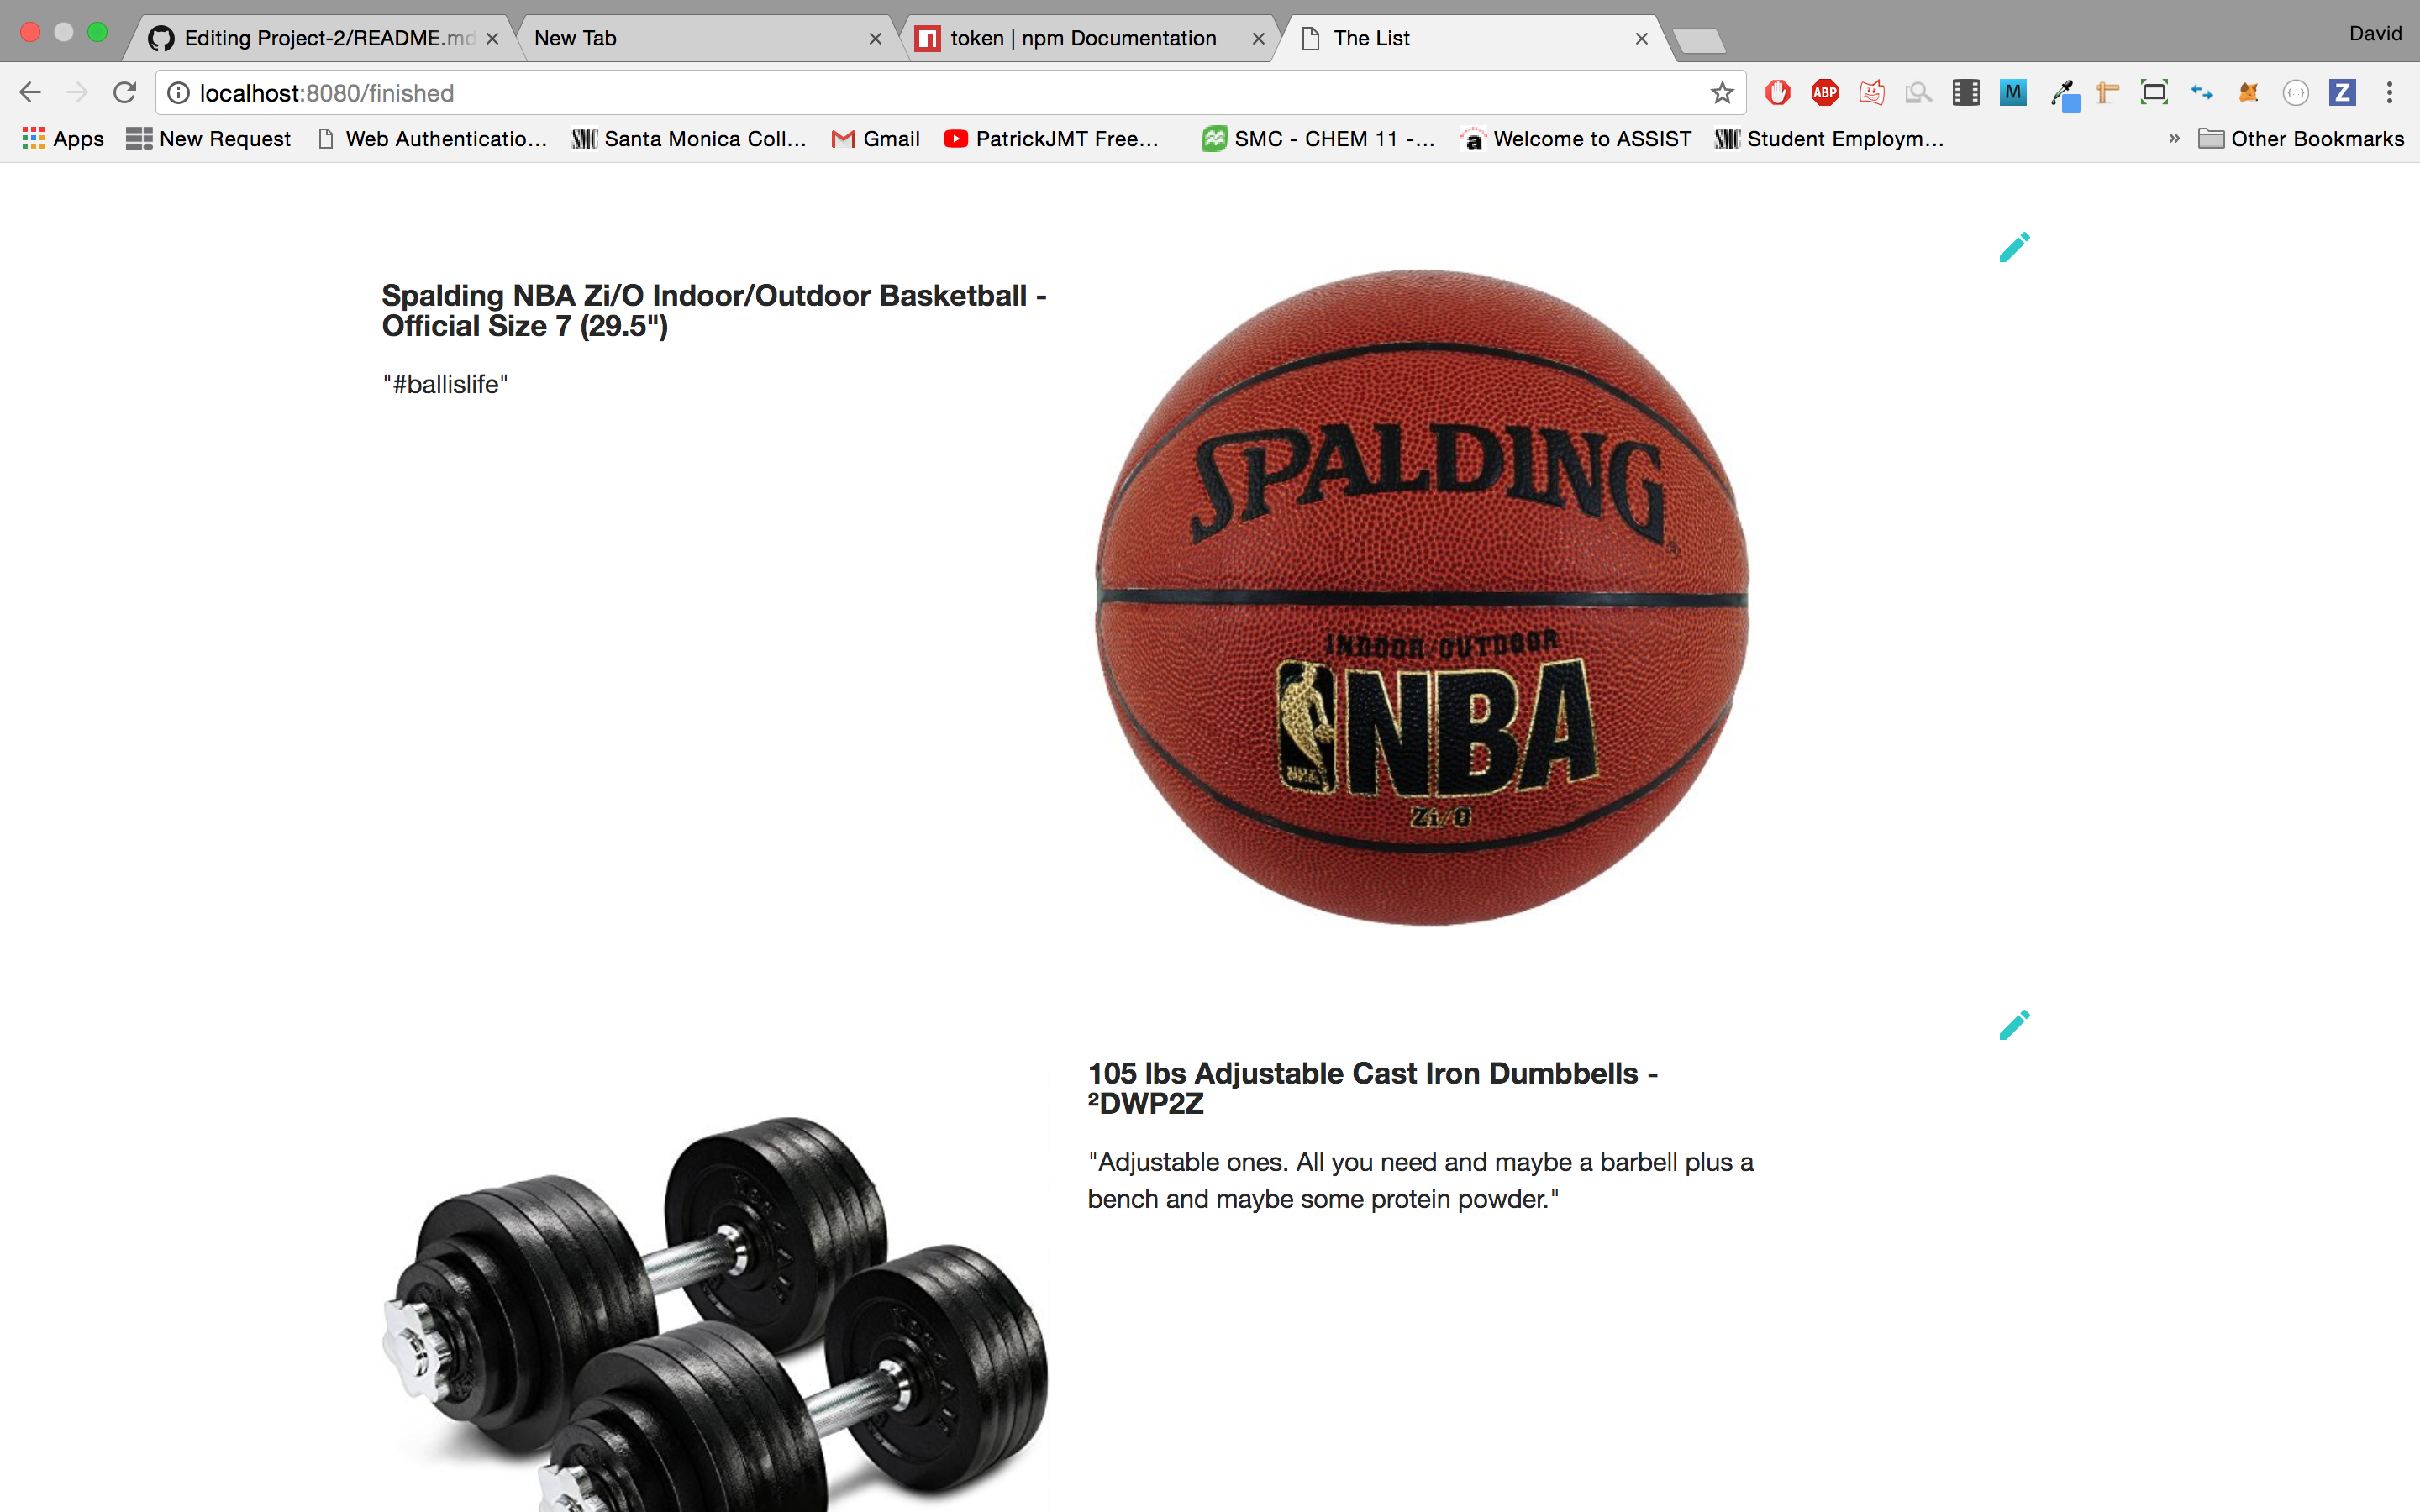 Editing Project-2/README.md
New Tab
token | npm Documentation
The List
David
localhost:8080/finished
ABP
M
{...}
Z
Apps
New Request
Web Authenticatio...
SMC
Santa Monica Coll...
Gmail
PatrickJMT Free...
SMC - CHEM 11 -...
a
Welcome to ASSIST
SMC
Student Employm...
»
Other Bookmarks
Spalding NBA Zi/O Indoor/Outdoor Basketball -
Official Size 7 (29.5")
"#ballislife"
SPALDING
®
INDOOR/OUTDOOR
NBA
Zi/O
105 lbs Adjustable Cast Iron Dumbbells -
²DWP2Z
"Adjustable ones. All you need and maybe a barbell plus a
bench and maybe some protein powder."